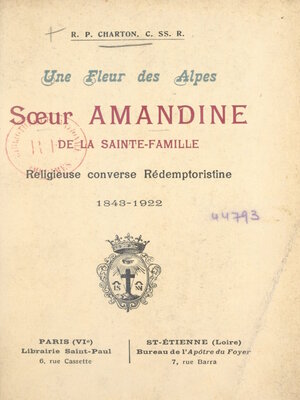 R. P. CHARTON, C. SS. R.
Une Fleur des Alpes
Sœur AMANDINE
DE LA SAINTE-FAMILLE
Religieuse converse Rédemptoristine
1843-1922
44793
PARIS (VIe)
Librairie Saint-Paul
6, rue Cassette
ST-ÉTIENNE (Loire)
Bureau de l'Apôtre du Foyer
7, rue Barra